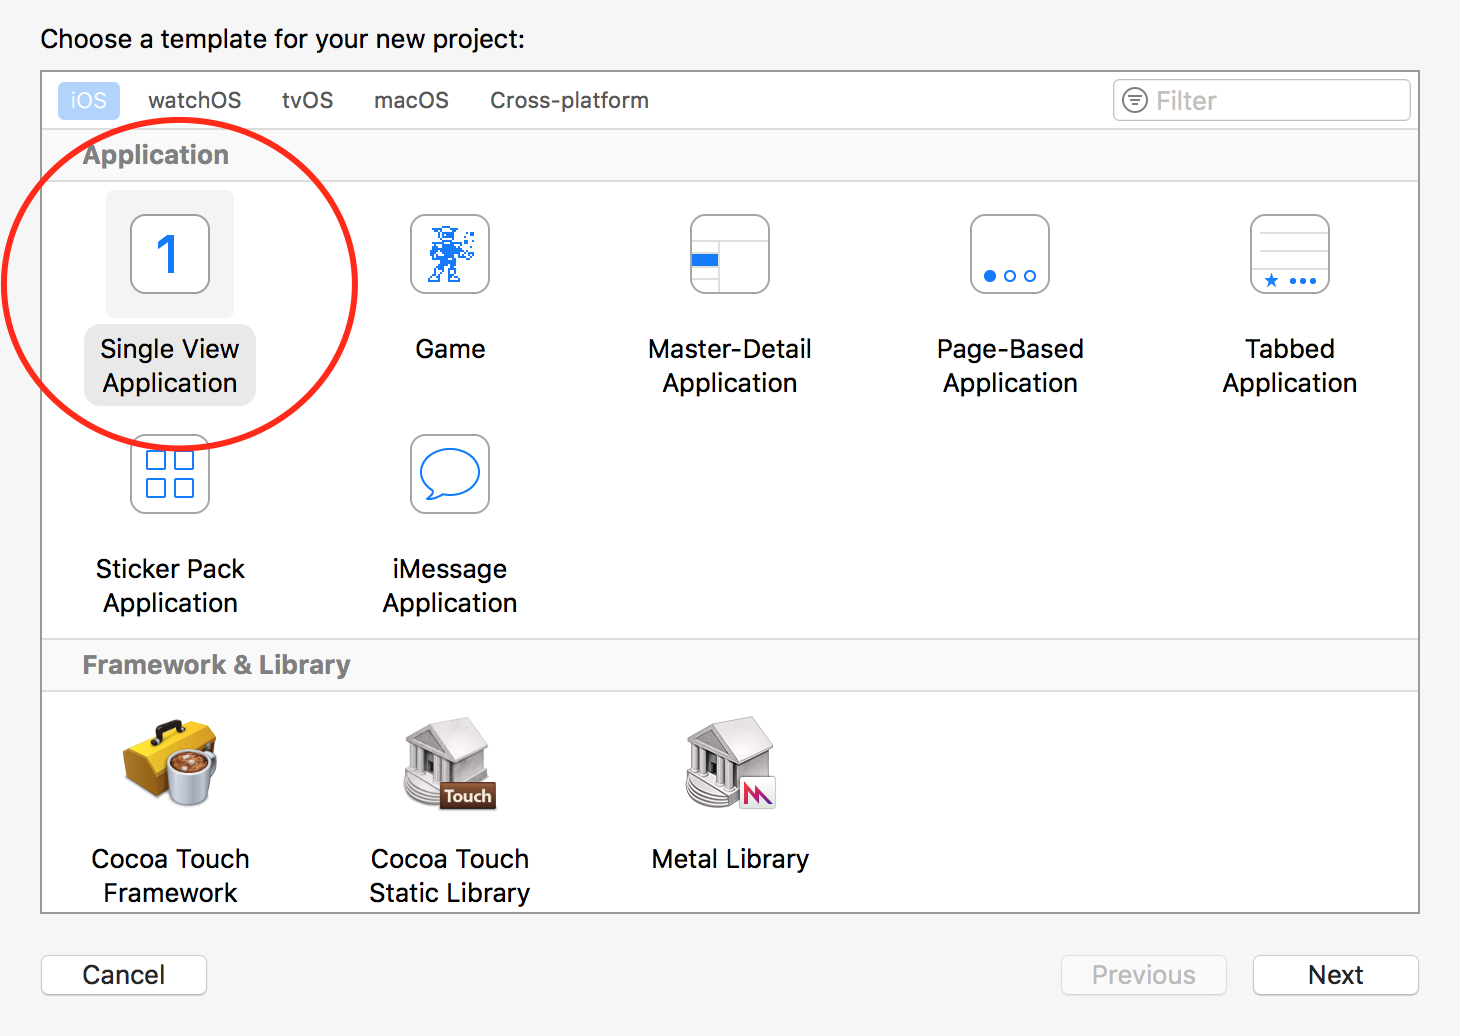 Choose a template for your new project:
iOS watchOS tvOS macOS Cross-platform Filter
Application
1
Single View
Application
Game
Master-Detail
Application
Page-Based
Application
Tabbed
Application
Sticker Pack
Application
iMessage
Application
Framework & Library
Touch
Cocoa Touch
Framework
Cocoa Touch
Static Library
Metal Library
Cancel Previous Next